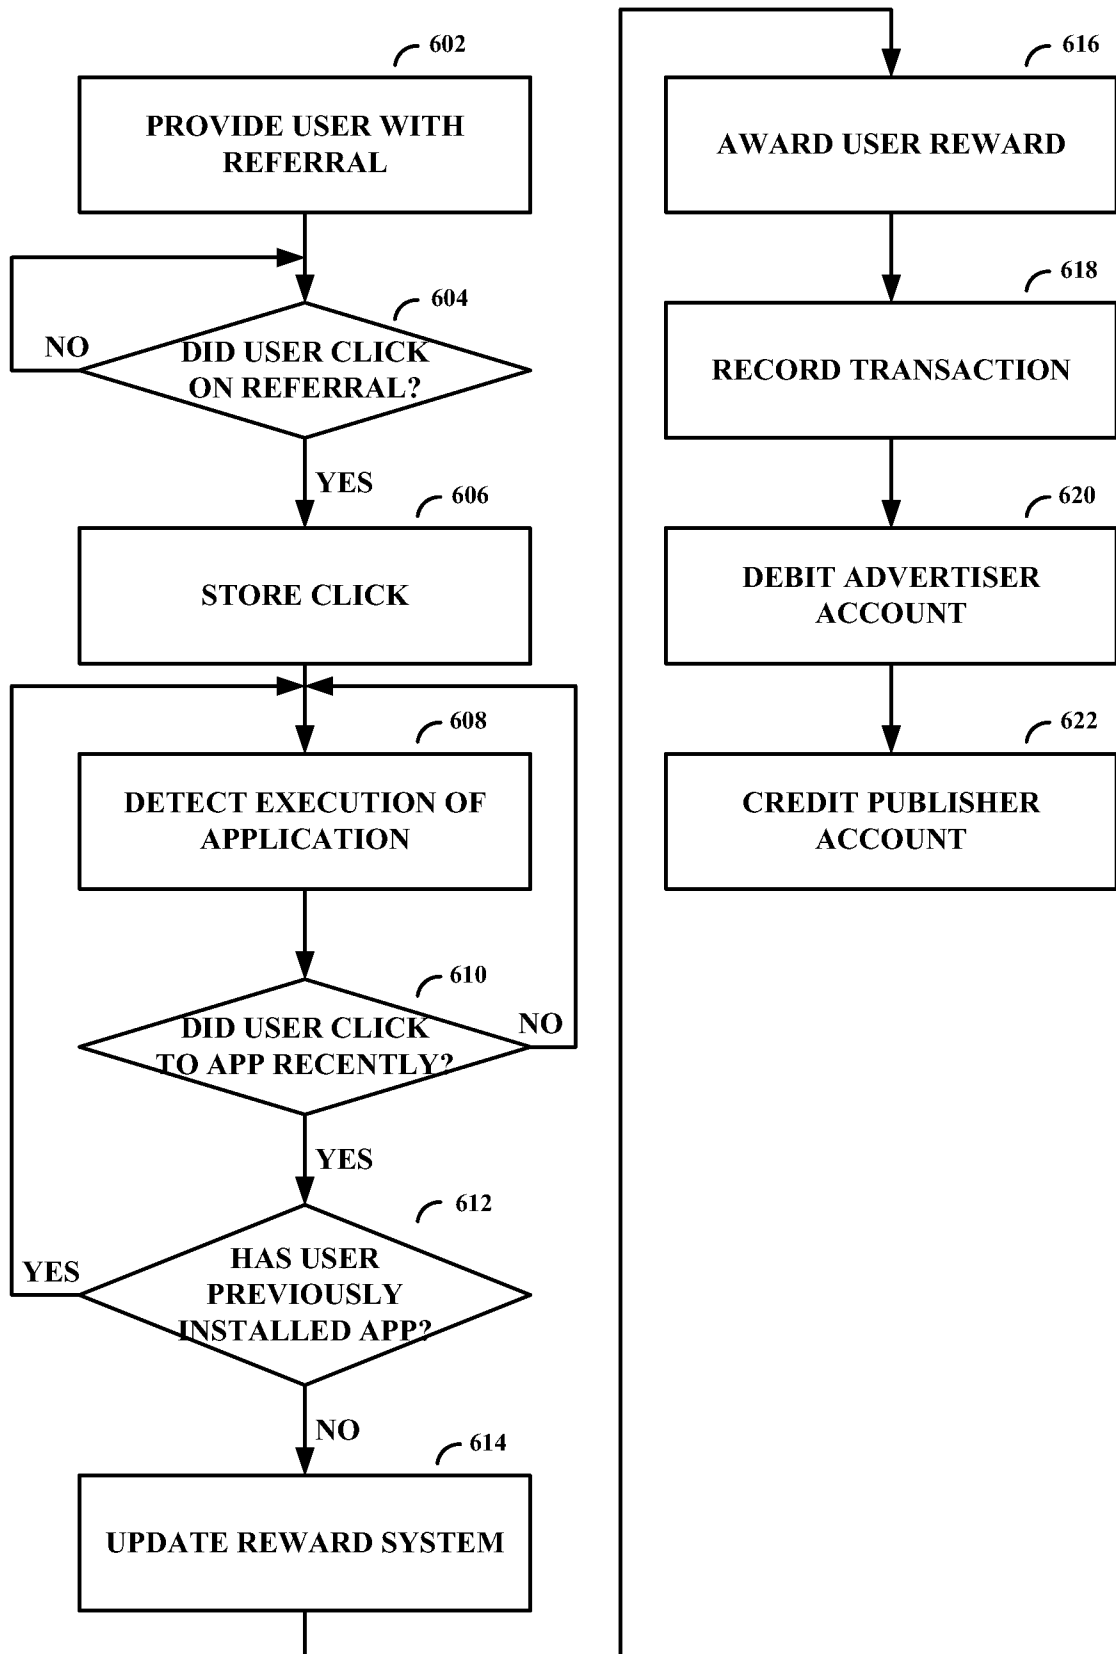 602
PROVIDE USER WITH
REFERRAL
604
DID USER CLICK
ON REFERRAL?
NO
YES
606
STORE CLICK
608
DETECT EXECUTION OF
APPLICATION
610
DID USER CLICK
TO APP RECENTLY?
NO
YES
612
HAS USER
PREVIOUSLY
INSTALLED APP?
YES
NO
614
UPDATE REWARD SYSTEM
616
AWARD USER REWARD
618
RECORD TRANSACTION
620
DEBIT ADVERTISER
ACCOUNT
622
CREDIT PUBLISHER
ACCOUNT